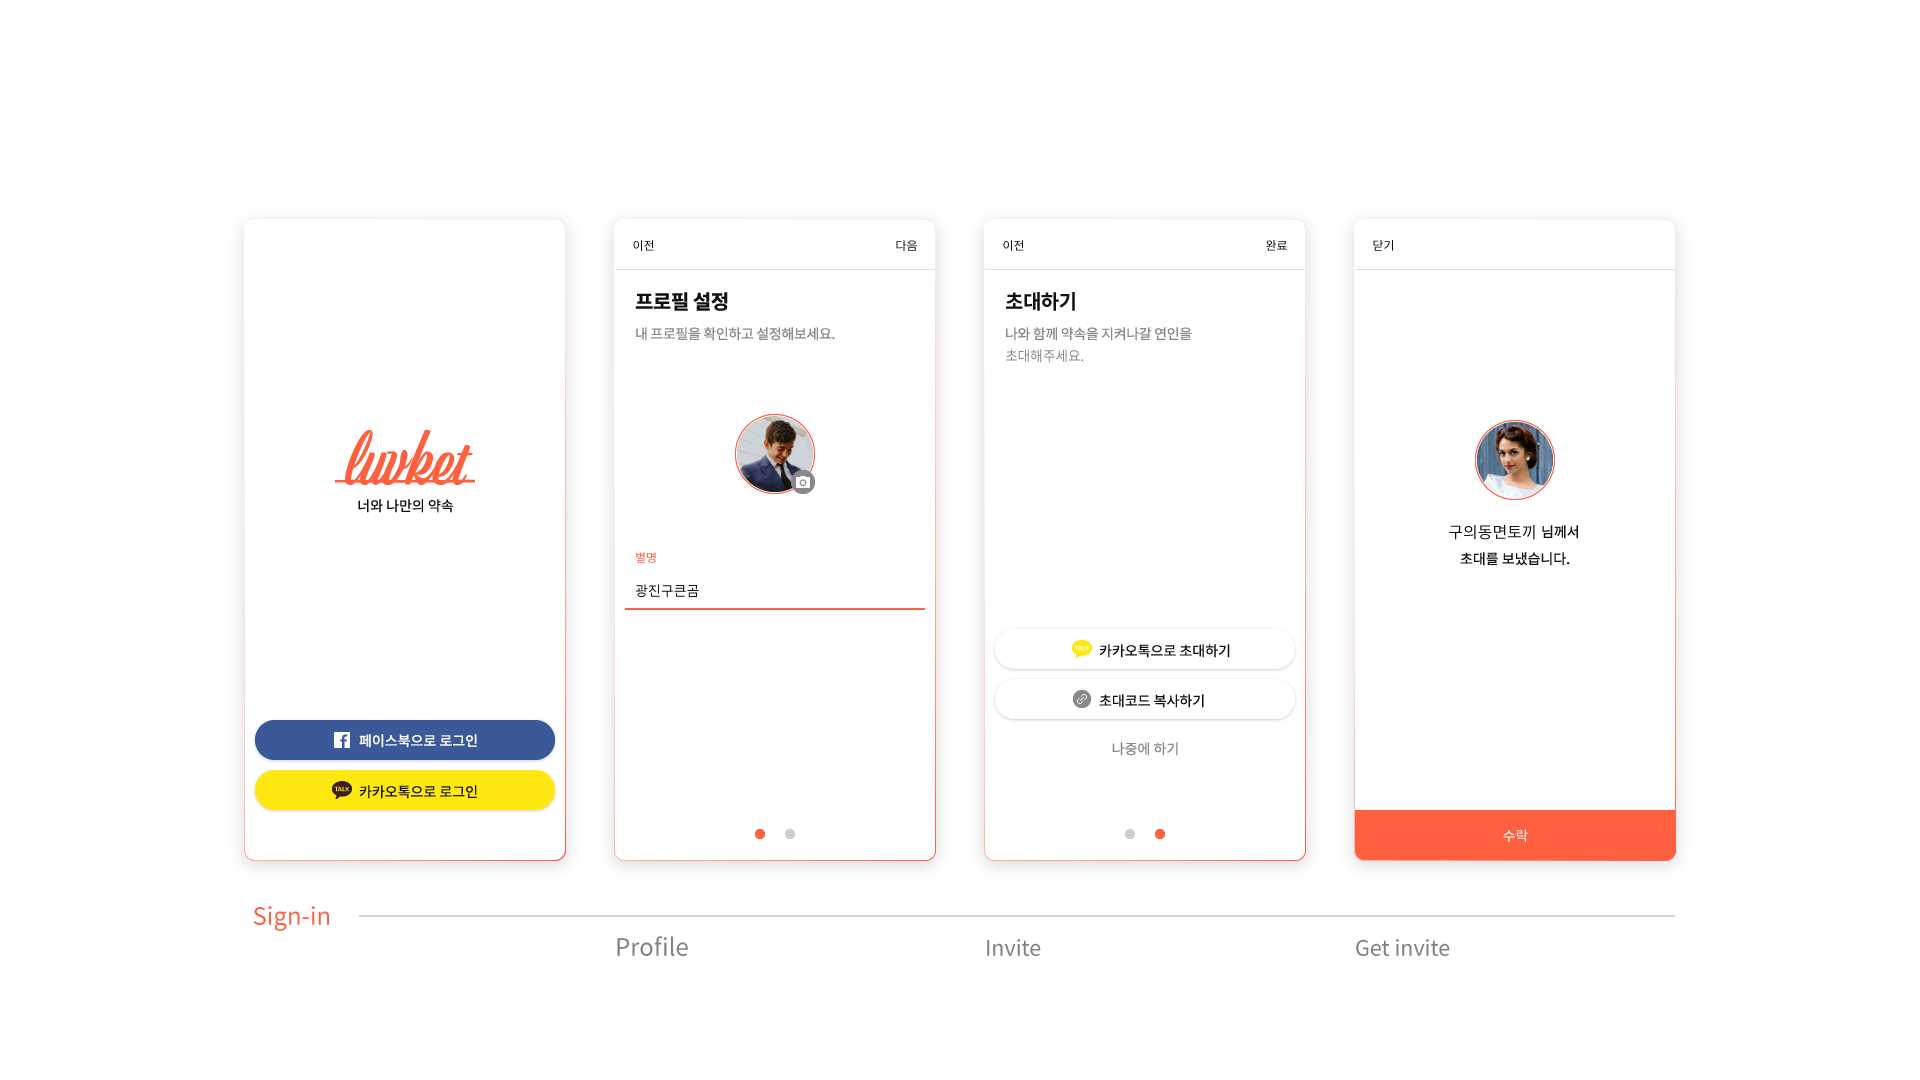 luvket
너와 나만의 약속
페이스북으로 로그인
TALK 카카오톡으로 로그인
이전 다음
프로필 설정
내 프로필을 확인하고 설정해보세요.
별명
광진구큰곰
이전 완료
초대하기
나와 함께 약속을 지켜나갈 연인을
초대해주세요.
TALK 카카오톡으로 초대하기
초대코드 복사하기
나중에 하기
닫기
구의동면토끼 님께서
초대를 보냈습니다.
수락
Sign-in
Profile
Invite
Get invite